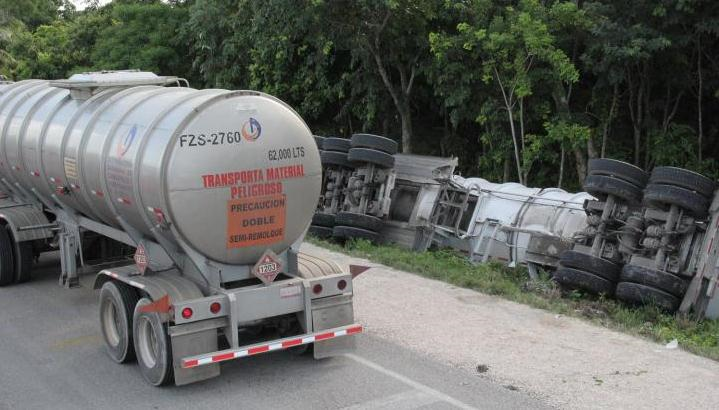 FZS-2760
62,000 LTS
TRANSPORTA MATERIAL
PELIGROSO
PRECAUCION
DOBLE
SEMI-REMOLQUE
1203